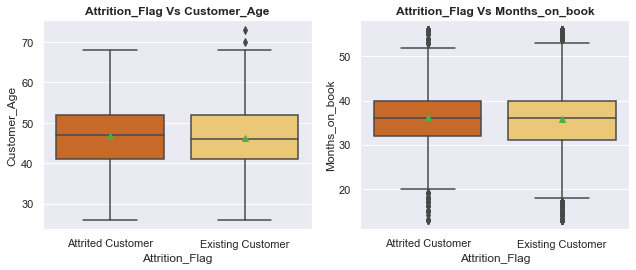 Attrition_Flag Vs Customer_Age
Customer_Age
70
60
50
40
30
Attrited Customer
Existing Customer
Attrition_Flag
Attrition_Flag Vs Months_on_book
Months_on_book
50
40
30
20
Attrited Customer
Existing Customer
Attrition_Flag